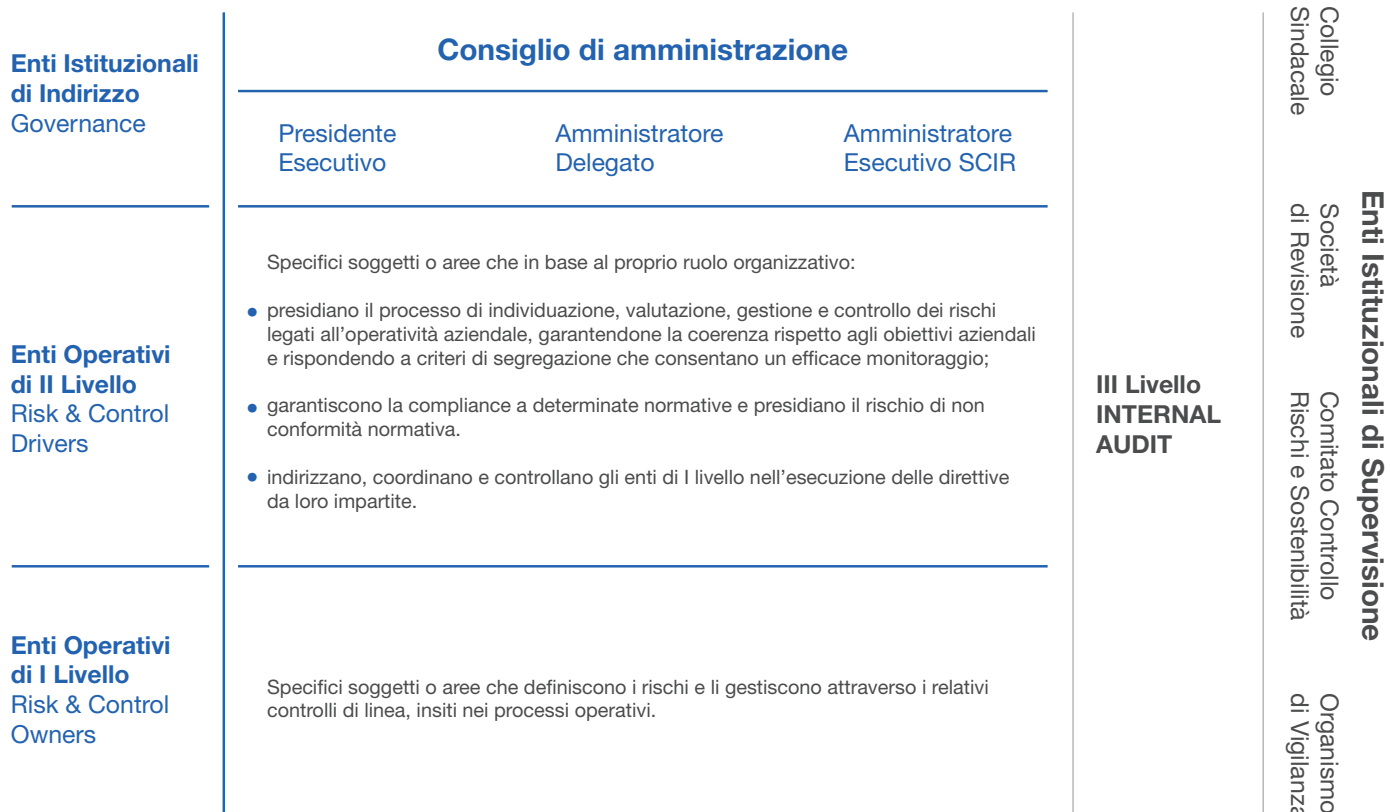 Enti Istituzionali
di Indirizzo
Governance
Consiglio di amministrazione
Presidente
Esecutivo
Amministratore
Delegato
Amministratore
Esecutivo SCIR
Enti Operativi
di II Livello
Risk & Control
Drivers
Specifici soggetti o aree che in base al proprio ruolo organizzativo:
• presidiano il processo di individuazione, valutazione, gestione e controllo dei rischi
legati all’operatività aziendale, garantendone la coerenza rispetto agli obiettivi aziendali
e rispondendo a criteri di segregazione che consentano un efficace monitoraggio;
• garantiscono la compliance a determinate normative e presidiano il rischio di non
conformità normativa.
• indirizzano, coordinano e controllano gli enti di I livello nell’esecuzione delle direttive
da loro impartite.
Enti Operativi
di I Livello
Risk & Control
Owners
Specifici soggetti o aree che definiscono i rischi e li gestiscono attraverso i relativi
controlli di linea, insiti nei processi operativi.
III Livello
INTERNAL
AUDIT
Collegio
Sindacale
Società
di Revisione
Comitato Controllo
Rischi e Sostenibilità
Organismo
di Vigilanza
Enti Istituzionali di Supervisione